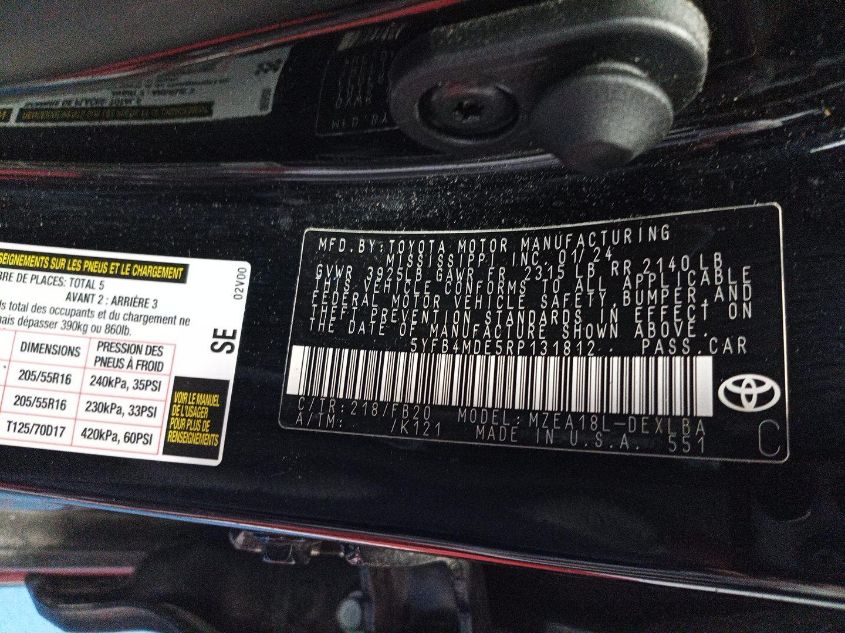 MFD.BY:TOYOTA MOTOR MANUFACTURING
MISSISSIPPI INC. 01/24
GVWR 3925LB GAWR FR 2315 LB RR 2140LB
THIS VEHICLE CONFORMS TO ALL APPLICABLE
FEDERAL MOTOR VEHICLE SAFETY, BUMPER, AND
THEFT PREVENTION STANDARDS IN EFFECT ON
THE DATE OF MANUFACTURE SHOWN ABOVE.
5YFB4MDE5RP131812 PASS.CAR
C/TR:218/FB20 MODEL: MZEA18L-DEXLBA
A/TM: /K121 MADE IN U.S.A. 551
C
SEIGNEMENTS SUR LES PNEUS ET LE CHARGEMENT
BRE DE PLACES: TOTAL 5
AVANT 2 : ARRIÈRE 3
ds total des occupants et du chargement ne
mais dépasser 390kg ou 860lb.
DIMENSIONS PRESSION DES PNEUS À FROID
205/55R16 240kPa, 35PSI
205/55R16 230kPa, 33PSI
T125/70D17 420kPa, 60PSI
VOIR LE MANUEL
DE L'USAGER
POUR PLUS DE
RENSEIGNEMENTS
SE
02V00